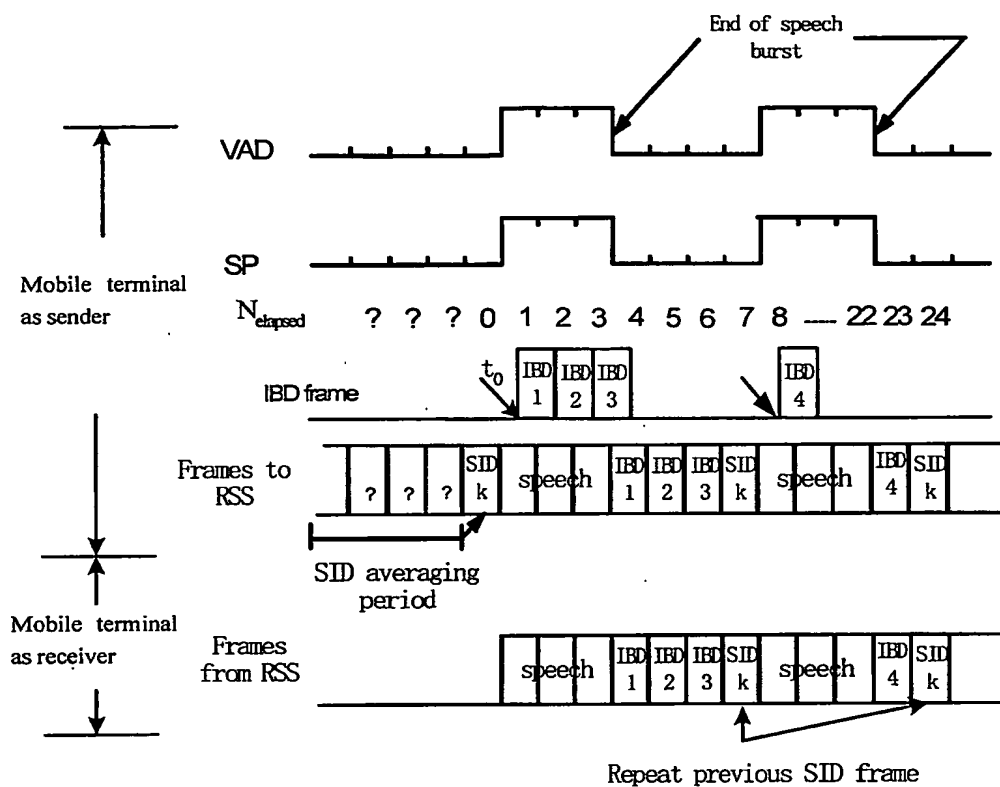 End of speech
burst
VAD
SP
Mobile terminal
as sender
N elapsed ? ? ? 0 1 2 3 4 5 6 7 8 ---- 22 23 24
t0
IBD 1
IBD 2
IBD 3
IBD 4
IBD frame
Frames to
RSS
? ? ? SID k speech IBD 1 IBD 2 IBD 3 SID k speech IBD 4 SID k
SID averaging
period
Mobile terminal
as receiver
Frames
from RSS
speech IBD 1 IBD 2 IBD 3 SID k speech IBD 4 SID k
Repeat previous SID frame